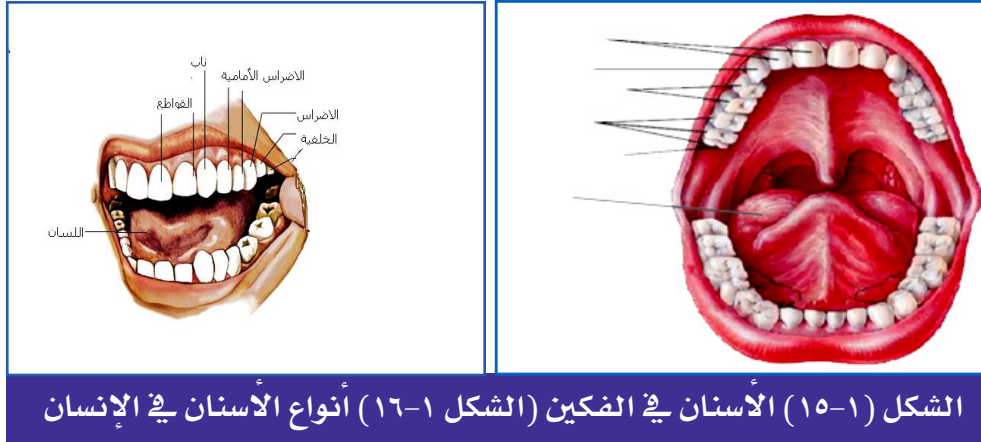 ناب
الاضراس الأمامية
القواطع
الاضراس
الخلفية
اللسان
الشكل (١-١٥) الأسنان في الفكين (الشكل ١-١٦) أنواع الأسنان في الإنسان